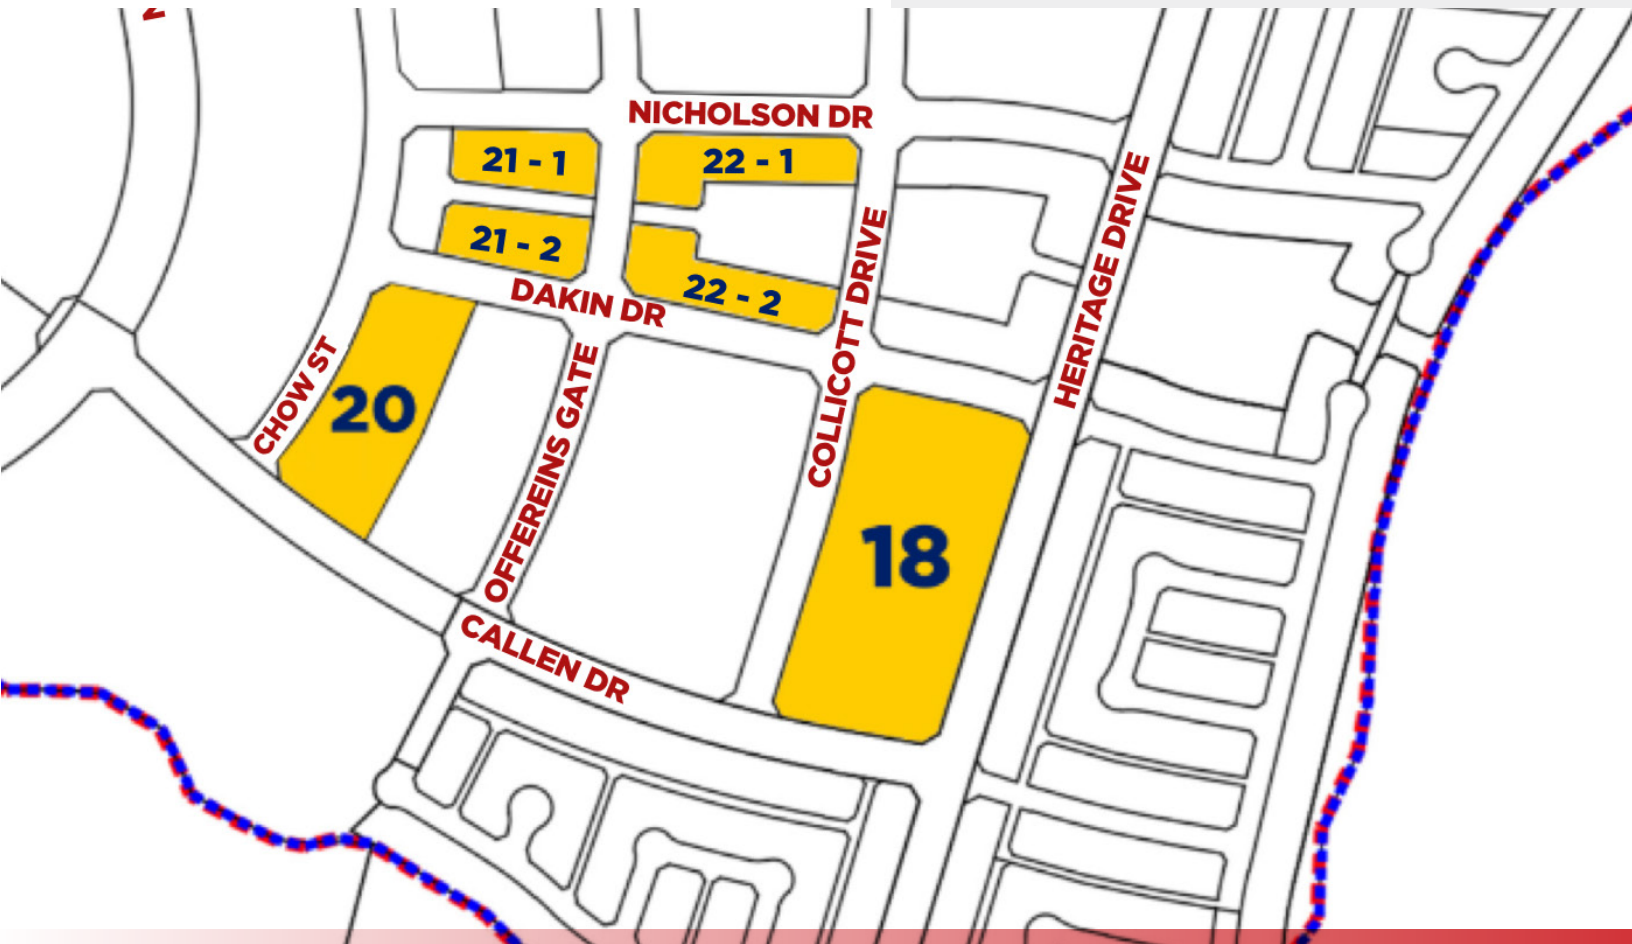 NICHOLSON DR
21 - 1
22 - 1
21 - 2
22 - 2
DAKIN DR
HERITAGE DRIVE
COLLICOTT DRIVE
CHOW ST
20
OFFEREINS GATE
18
CALLEN DR